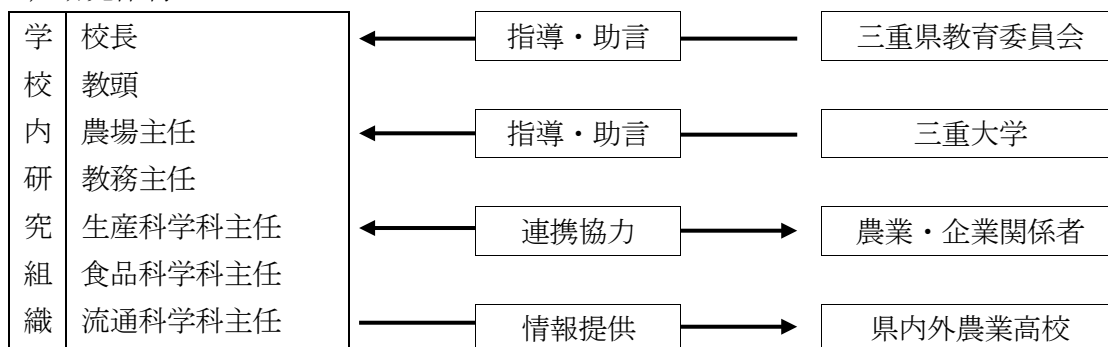 学 校長 指導・助言 三重県教育委員会
校 教頭
内 農場主任 指導・助言 三重大学
研 教務主任
究 生産科学科主任 連携協力 農業・企業関係者
組 食品科学科主任
織 流通科学科主任 情報提供 県内外農業高校